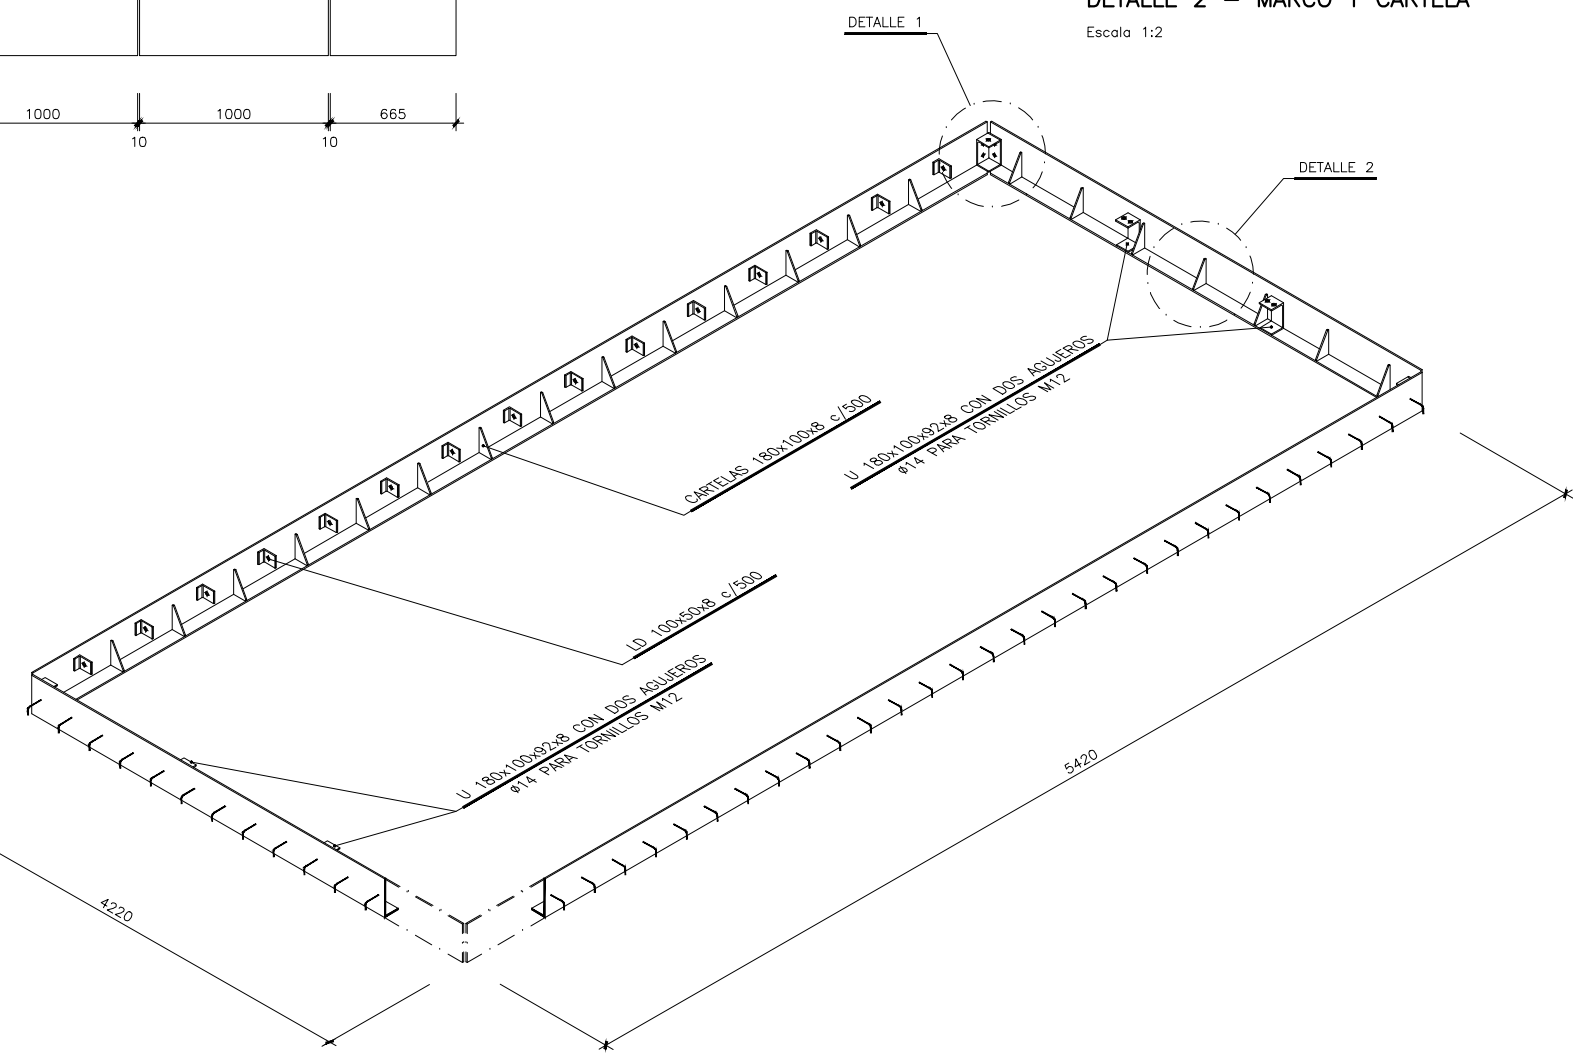 DETALLE 2 – MARCO Y CARTELA
Escala 1:2
DETALLE 1
1000
1000
665
10
10
DETALLE 2
CARTELAS 180x100x8 c/500
U 180x100x92x8 CON DOS AGUJEROS
ø14 PARA TORNILLOS M12
LD 100x50x8 c/500
U 180x100x92x8 CON DOS AGUJEROS
ø14 PARA TORNILLOS M12
5420
4220